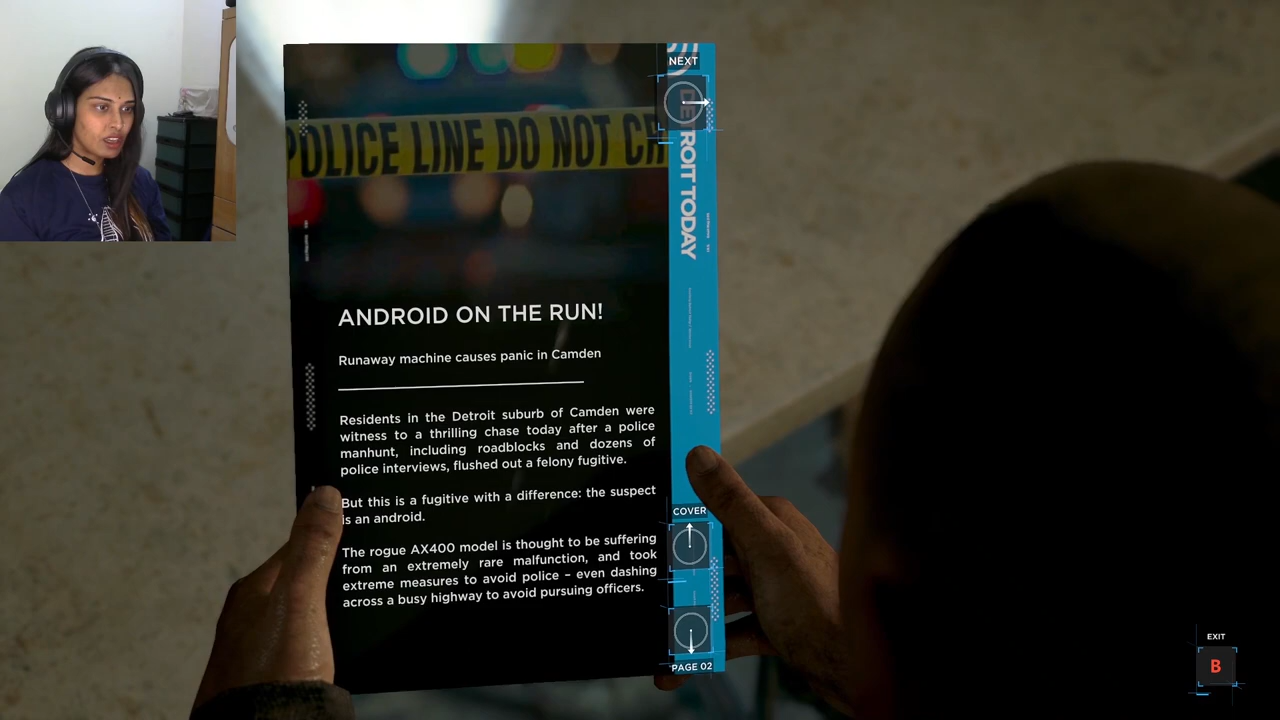 NEXT
DETROIT TODAY
POLICE LINE DO NOT CR
ANDROID ON THE RUN!
Runaway machine causes panic in Camden
Residents in the Detroit suburb of Camden were
witness to a thrilling chase today after a police
manhunt, including roadblocks and dozens of
police interviews, flushed out a felony fugitive.
But this is a fugitive with a difference: the suspect
is an android.
The rogue AX400 model is thought to be suffering
from an extremely rare malfunction, and took
extreme measures to avoid police – even dashing
across a busy highway to avoid pursuing officers.
COVER
PAGE 02
EXIT
B